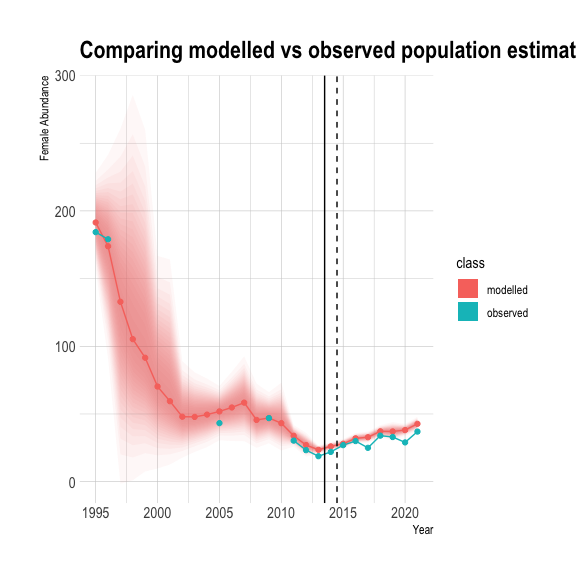 Comparing modelled vs observed population estimat
Female Abundance
300
200
100
0
1995 2000 2005 2010 2015 2020
Year
class
modelled
observed